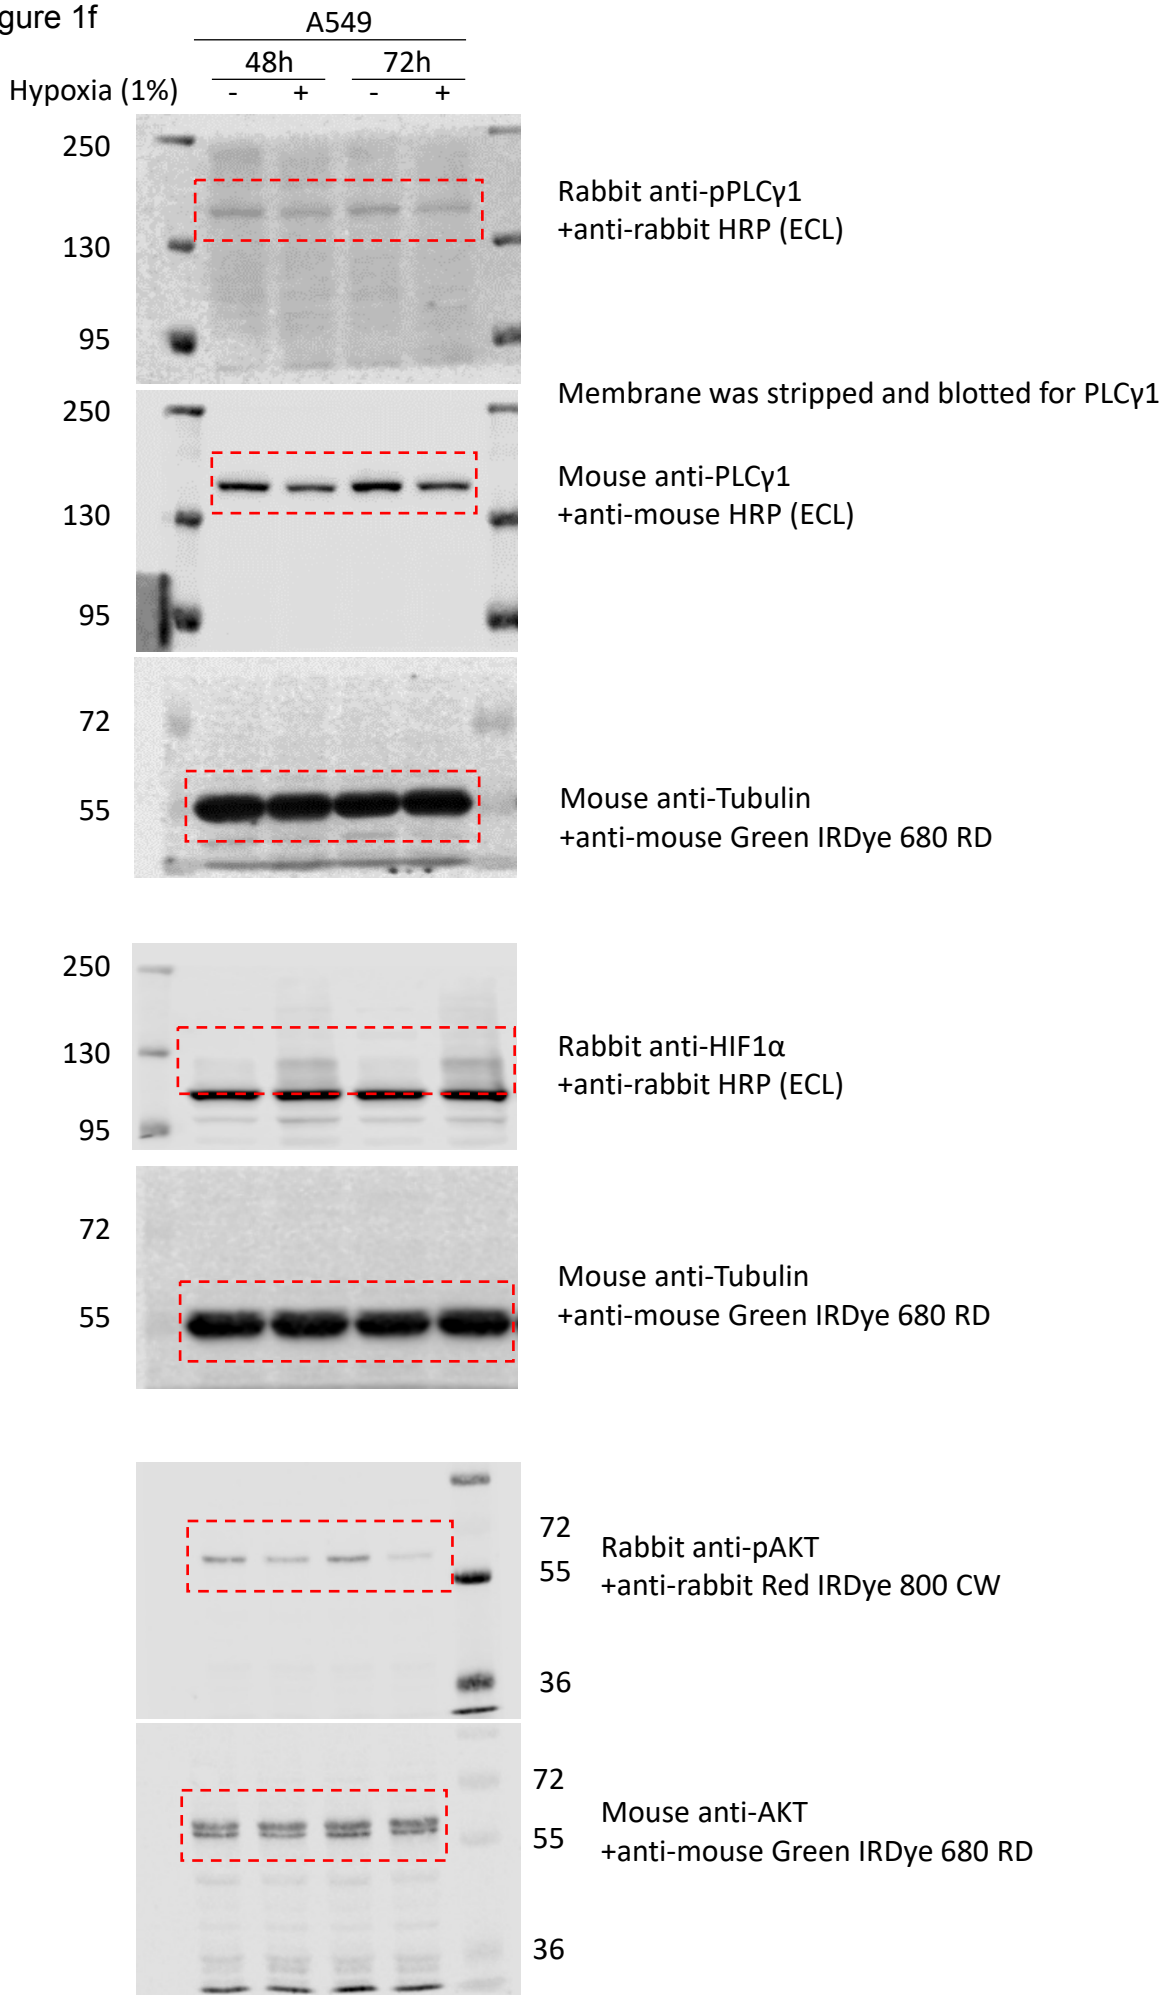 gure 1f
A549
48h 72h
Hypoxia (1%) - + - +
250
130
95
Rabbit anti-pPLCγ1
+anti-rabbit HRP (ECL)
Membrane was stripped and blotted for PLCγ1
250
130
95
Mouse anti-PLCγ1
+anti-mouse HRP (ECL)
72
55
Mouse anti-Tubulin
+anti-mouse Green IRDye 680 RD
250
130
95
Rabbit anti-HIF1α
+anti-rabbit HRP (ECL)
72
55
Mouse anti-Tubulin
+anti-mouse Green IRDye 680 RD
72
55
36
Rabbit anti-pAKT
+anti-rabbit Red IRDye 800 CW
72
55
36
Mouse anti-AKT
+anti-mouse Green IRDye 680 RD